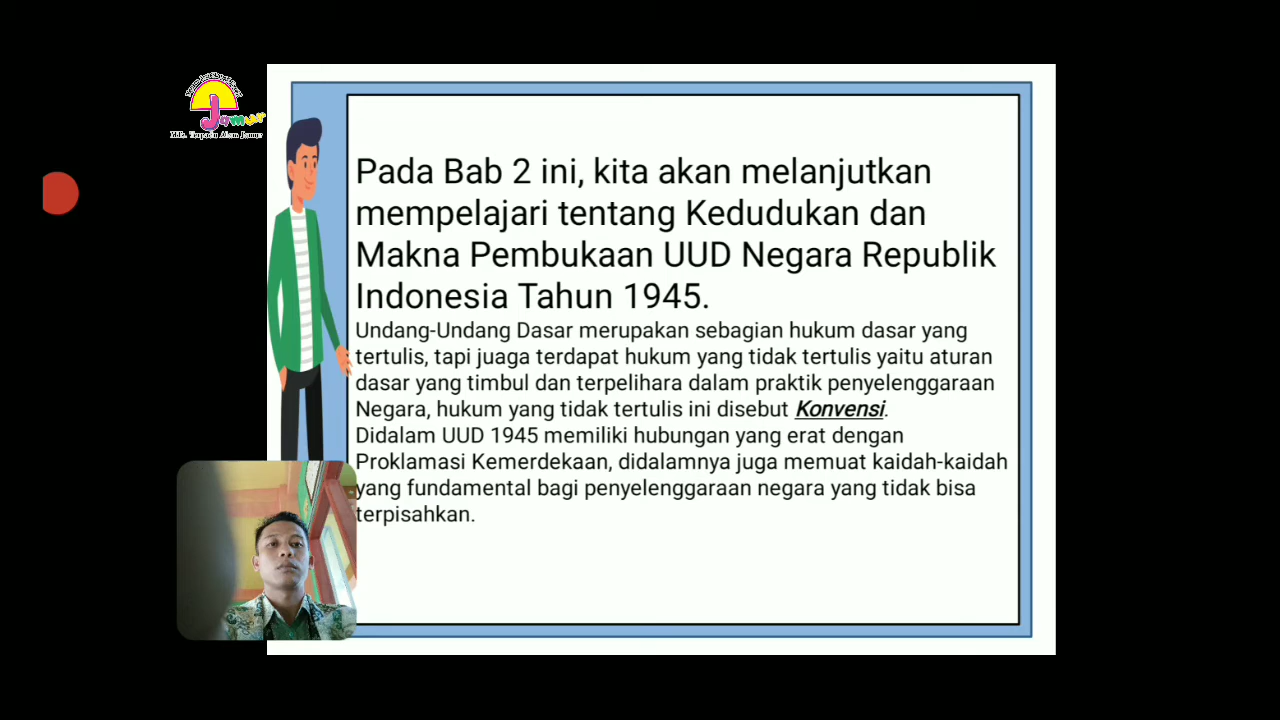 Jamur
Pada Bab 2 ini, kita akan melanjutkan
mempelajari tentang Kedudukan dan
Makna Pembukaan UUD Negara Republik
Indonesia Tahun 1945.
Undang-Undang Dasar merupakan sebagian hukum dasar yang
tertulis, tapi juaga terdapat hukum yang tidak tertulis yaitu aturan
dasar yang timbul dan terpelihara dalam praktik penyelenggaraan
Negara, hukum yang tidak tertulis ini disebut Konvensi.
Didalam UUD 1945 memiliki hubungan yang erat dengan
Proklamasi Kemerdekaan, didalamnya juga memuat kaidah-kaidah
yang fundamental bagi penyelenggaraan negara yang tidak bisa
terpisahkan.